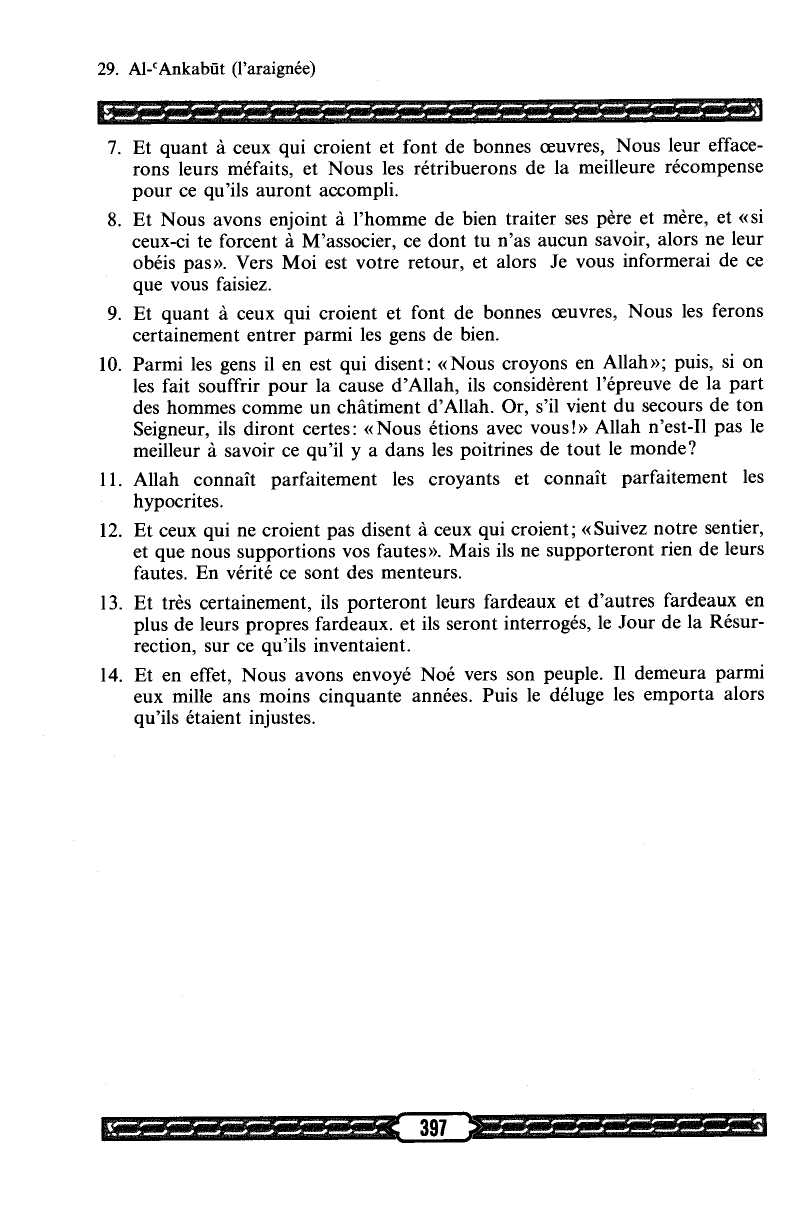 29. Al-ᶜAnkabūt (l’araignée)
7. Et quant à ceux qui croient et font de bonnes œuvres, Nous leur efface-
rons leurs méfaits, et Nous les rétribuerons de la meilleure récompense
pour ce qu’ils auront accompli.
8. Et Nous avons enjoint à l’homme de bien traiter ses père et mère, et «si
ceux-ci te forcent à M’associer, ce dont tu n’as aucun savoir, alors ne leur
obéis pas». Vers Moi est votre retour, et alors Je vous informerai de ce
que vous faisiez.
9. Et quant à ceux qui croient et font de bonnes œuvres, Nous les ferons
certainement entrer parmi les gens de bien.
10. Parmi les gens il en est qui disent: «Nous croyons en Allah»; puis, si on
les fait souffrir pour la cause d’Allah, ils considèrent l’épreuve de la part
des hommes comme un châtiment d’Allah. Or, s’il vient du secours de ton
Seigneur, ils diront certes: «Nous étions avec vous!» Allah n’est-Il pas le
meilleur à savoir ce qu’il y a dans les poitrines de tout le monde?
11. Allah connaît parfaitement les croyants et connaît parfaitement les
hypocrites.
12. Et ceux qui ne croient pas disent à ceux qui croient; «Suivez notre sentier,
et que nous supportions vos fautes». Mais ils ne supporteront rien de leurs
fautes. En vérité ce sont des menteurs.
13. Et très certainement, ils porteront leurs fardeaux et d’autres fardeaux en
plus de leurs propres fardeaux. et ils seront interrogés, le Jour de la Résur-
rection, sur ce qu’ils inventaient.
14. Et en effet, Nous avons envoyé Noé vers son peuple. Il demeura parmi
eux mille ans moins cinquante années. Puis le déluge les emporta alors
qu’ils étaient injustes.
397